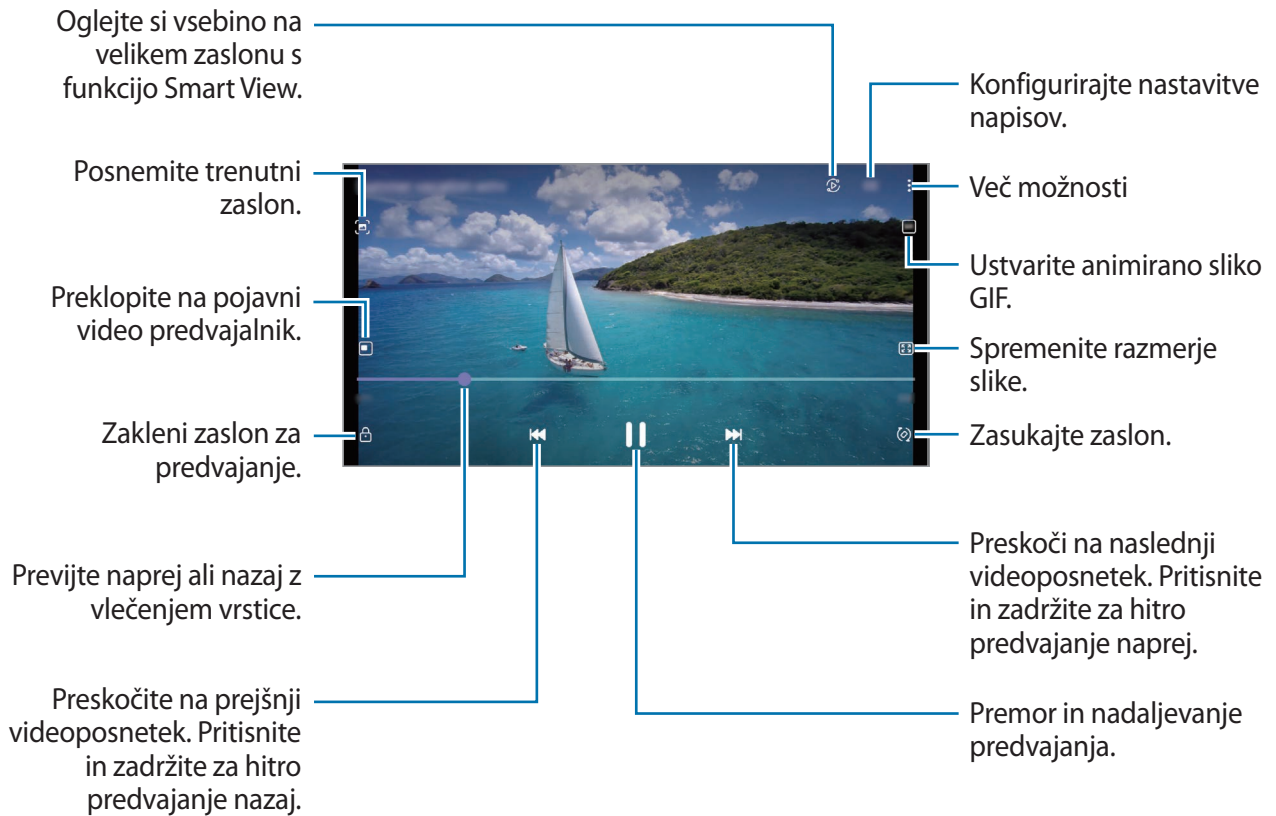 Oglejte si vsebino na
velikem zaslonu s
funkcijo Smart View.
Posnemite trenutni
zaslon.
Preklopite na pojavni
video predvajalnik.
Zakleni zaslon za
predvajanje.
Previjte naprej ali nazaj z
vlečenjem vrstice.
Preskočite na prejšnji
videoposnetek. Pritisnite
in zadržite za hitro
predvajanje nazaj.
Konfigurirajte nastavitve
napisov.
Več možnosti
Ustvarite animirano sliko
GIF.
Spremenite razmerje
slike.
Zasukajte zaslon.
Preskoči na naslednji
videoposnetek. Pritisnite
in zadržite za hitro
predvajanje naprej.
Premor in nadaljevanje
predvajanja.